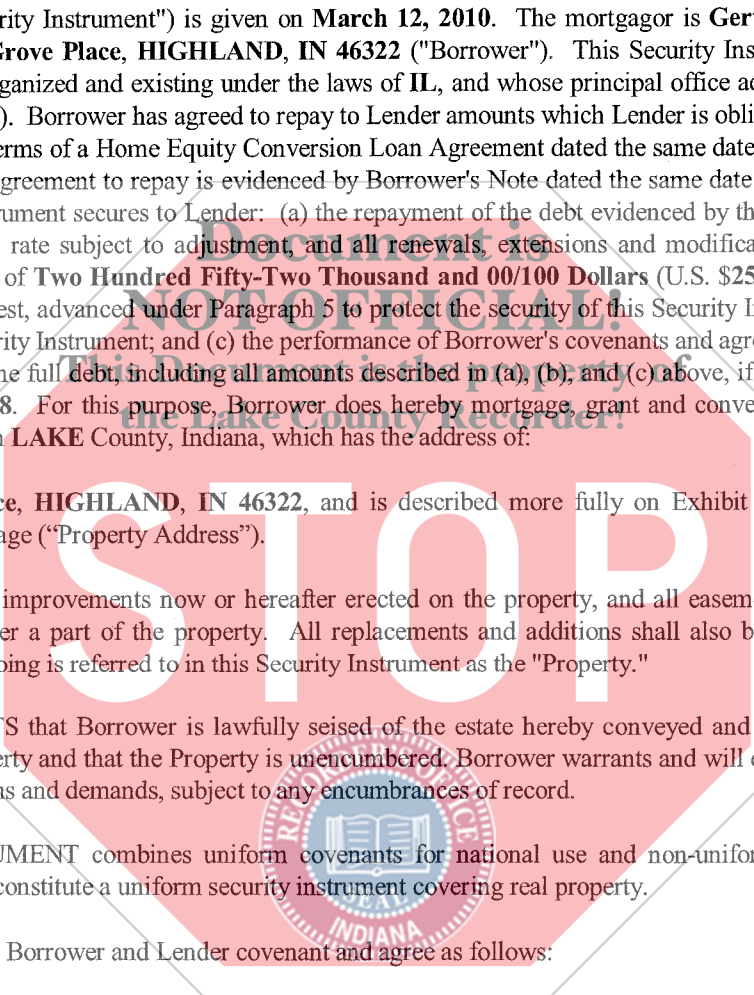 rity Instrument") is given on March 12, 2010. The mortgagor is Ger
Grove Place, HIGHLAND, IN 46322 ("Borrower"). This Security Ins
ganized and existing under the laws of IL, and whose principal office ad
). Borrower has agreed to repay to Lender amounts which Lender is obli
erms of a Home Equity Conversion Loan Agreement dated the same date
greement to repay is evidenced by Borrower's Note dated the same date
rument secures to Lender: (a) the repayment of the debt evidenced by th
rate subject to adjustment, and all renewals, extensions and modifica
Document is
of Two Hundred Fifty-Two Thousand and 00/100 Dollars (U.S. $25
NOT OFFICIAL!
est, advanced under Paragraph 5 to protect the security of this Security I
rity Instrument; and (c) the performance of Borrower's covenants and agr
This Document is the property of
he full debt, including all amounts described in (a), (b), and (c) above, if
8. For this purpose, Borrower does hereby mortgage, grant and conve
the Lake County Recorder!
LAKE County, Indiana, which has the address of:
ce, HIGHLAND, IN 46322, and is described more fully on Exhibit
age (“Property Address”).
STOP
improvements now or hereafter erected on the property, and all easem
er a part of the property. All replacements and additions shall also b
oing is referred to in this Security Instrument as the "Property."
TS that Borrower is lawfully seised of the estate hereby conveyed and
erty and that the Property is unencumbered. Borrower warrants and will
ns and demands, subject to any encumbrances of record.
RECORDER'S OFFICE
UMENT combines uniform covenants for national use and non-unifor
constitute a uniform security instrument covering real property.
SEAL
INDIANA
Borrower and Lender covenant and agree as follows: